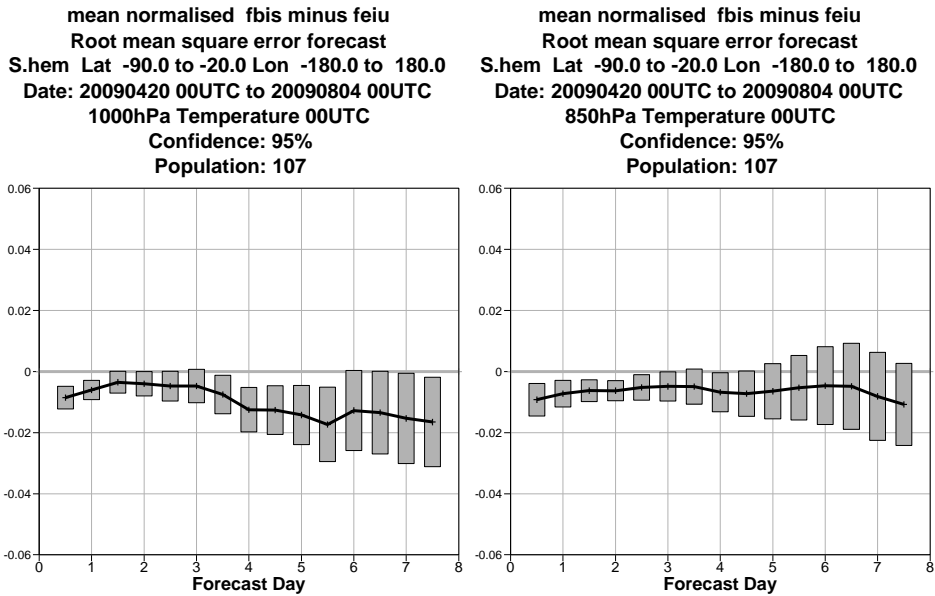 mean normalised fbis minus feiu
Root mean square error forecast
S.hem Lat -90.0 to -20.0 Lon -180.0 to 180.0
Date: 20090420 00UTC to 20090804 00UTC
1000hPa Temperature 00UTC
Confidence: 95%
Population: 107
0.06
0.04
0.02
0
-0.02
-0.04
-0.06
0 1 2 3 4 5 6 7 8
Forecast Day
mean normalised fbis minus feiu
Root mean square error forecast
S.hem Lat -90.0 to -20.0 Lon -180.0 to 180.0
Date: 20090420 00UTC to 20090804 00UTC
850hPa Temperature 00UTC
Confidence: 95%
Population: 107
0.06
0.04
0.02
0
-0.02
-0.04
-0.06
0 1 2 3 4 5 6 7 8
Forecast Day